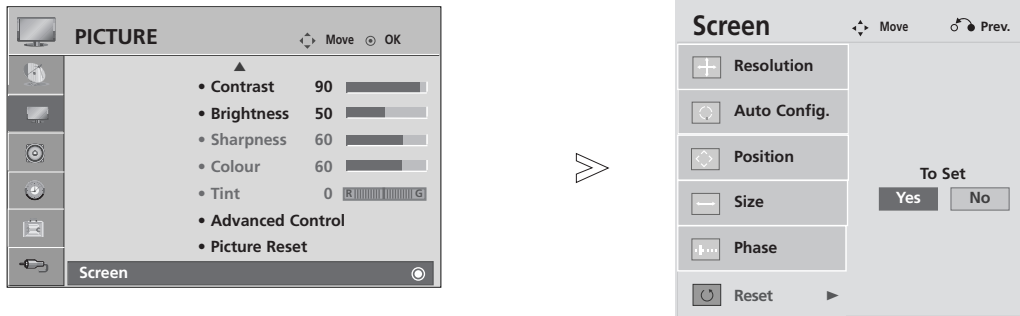 PICTURE Move OK
• Contrast 90
• Brightness 50
• Sharpness 60
• Colour 60
• Tint 0 R G
• Advanced Control
• Picture Reset
Screen
Screen Move Prev.
Resolution
Auto Config.
Position
Size
Phase
Reset
To Set
Yes No